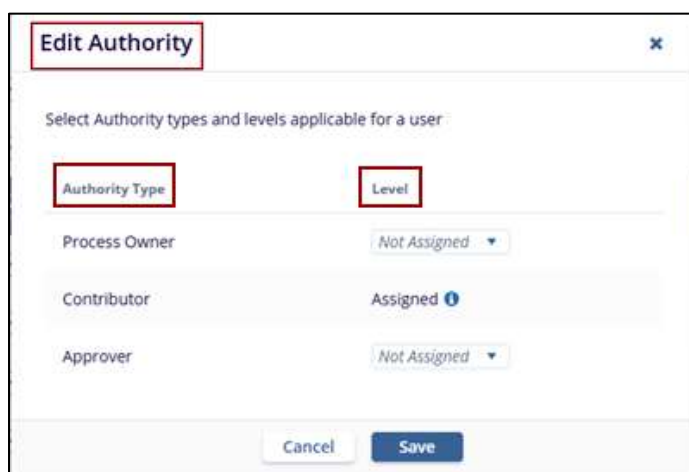 Edit Authority
Select Authority types and levels applicable for a user
Authority Type Level
Process Owner Not Assigned
Contributor Assigned
Approver Not Assigned
Cancel Save